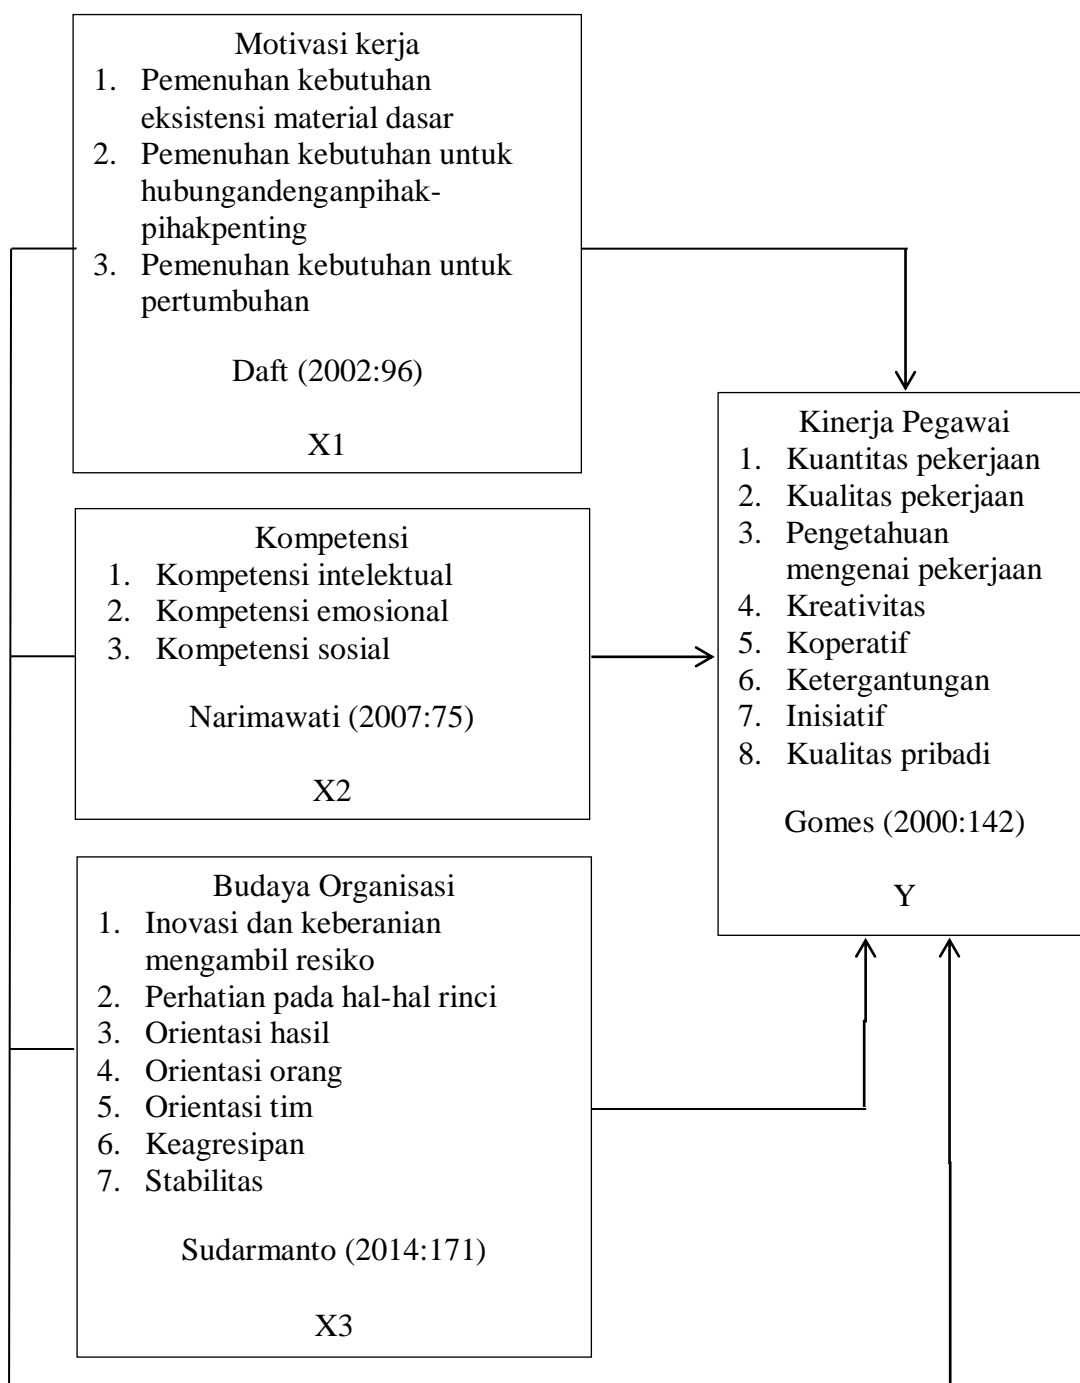 Motivasi kerja
1. Pemenuhan kebutuhan
eksistensi material dasar
2. Pemenuhan kebutuhan untuk
hubungandenganpihak-
pihakpenting
3. Pemenuhan kebutuhan untuk
pertumbuhan
Daft (2002:96)
X1
Kompetensi
1. Kompetensi intelektual
2. Kompetensi emosional
3. Kompetensi sosial
Narimawati (2007:75)
X2
Budaya Organisasi
1. Inovasi dan keberanian
mengambil resiko
2. Perhatian pada hal-hal rinci
3. Orientasi hasil
4. Orientasi orang
5. Orientasi tim
6. Keagresipan
7. Stabilitas
Sudarmanto (2014:171)
X3
Kinerja Pegawai
1. Kuantitas pekerjaan
2. Kualitas pekerjaan
3. Pengetahuan
mengenai pekerjaan
4. Kreativitas
5. Koperatif
6. Ketergantungan
7. Inisiatif
8. Kualitas pribadi
Gomes (2000:142)
Y